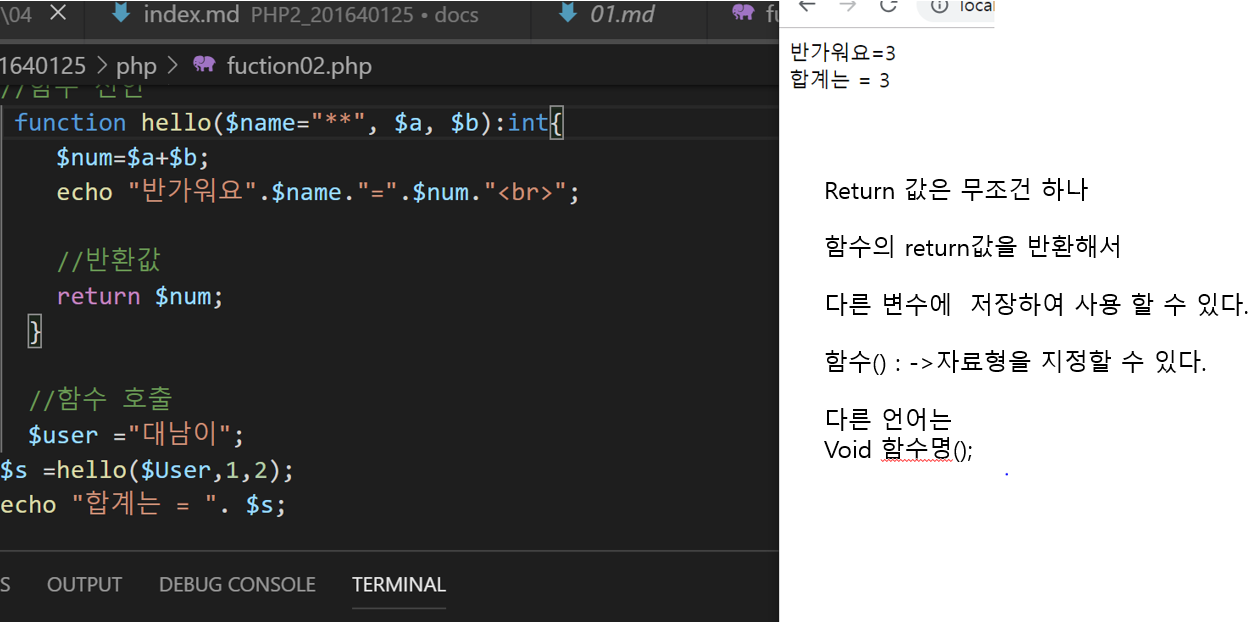 \04
index.md PHP2_201640125 • docs
01.md
1640125 > php > fuction02.php
//함수 선언
function hello($name="**", $a, $b):int{
$num=$a+$b;
echo "반가워요".$name."=".$num."<br>";
//반환값
return $num;
}
//함수 호출
$user ="대남이";
$s =hello($User,1,2);
echo "합계는 = ". $s;
S OUTPUT DEBUG CONSOLE TERMINAL
반가워요=3
합계는 = 3
Return 값은 무조건 하나
함수의 return값을 반환해서
다른 변수에 저장하여 사용 할 수 있다.
함수() : ->자료형을 지정할 수 있다.
다른 언어는
Void 함수명();